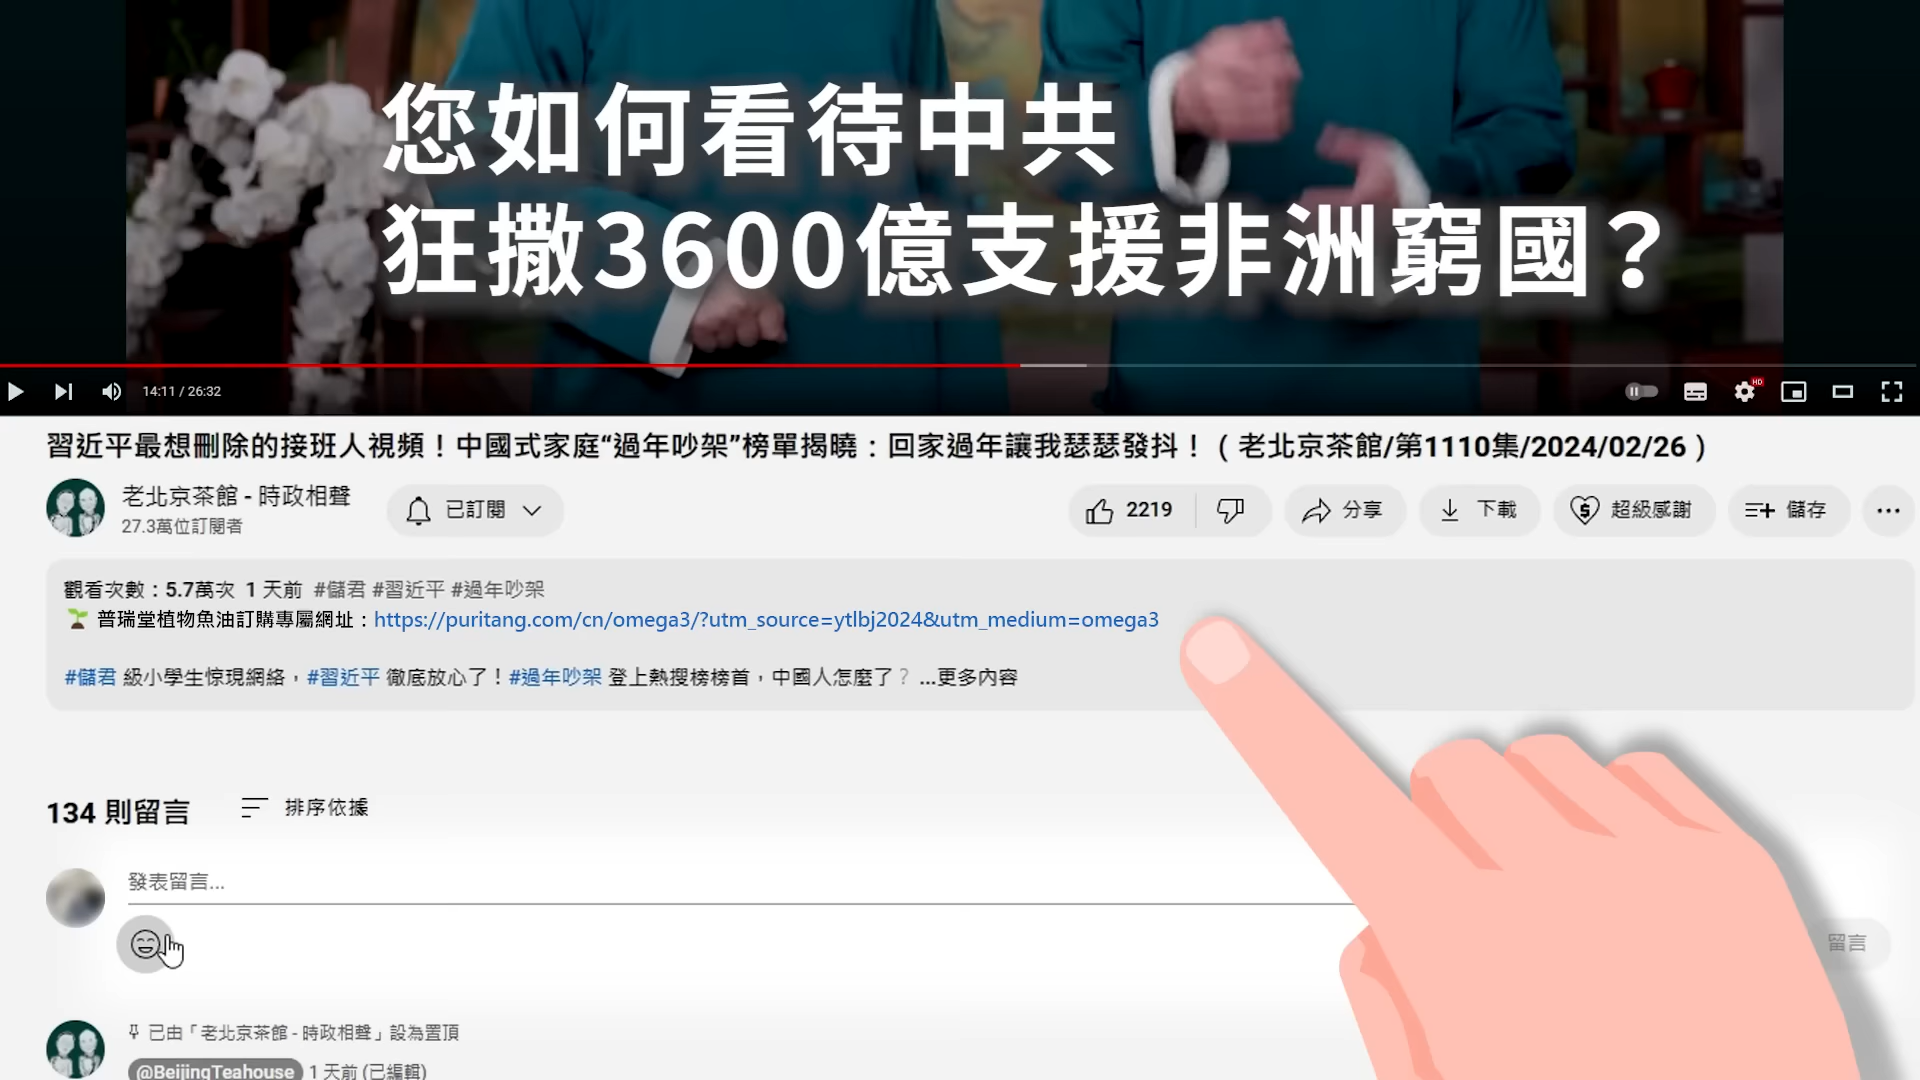 您如何看待中共
狂撒3600億支援非洲窮國？
14:11 / 26:32
HD
習近平最想刪除的接班人視頻！中國式家庭“過年吵架”榜單揭曉：回家過年讓我瑟瑟發抖！（老北京茶館/第1110集/2024/02/26）
老北京茶館 - 時政相聲
27.3萬位訂閱者
已訂閱
2219
分享
下載
超級感謝
儲存
觀看次數：5.7萬次 1 天前 #儲君 #習近平 #過年吵架
普瑞堂植物魚油訂購專屬網址：https://puritang.com/cn/omega3/?utm_source=ytlbj2024&utm_medium=omega3
#儲君 級小學生惊現網絡，#習近平 徹底放心了！#過年吵架 登上熱搜榜榜首，中國人怎麼了？ ...更多內容
134 則留言
排序依據
發表留言...
留言
已由「老北京茶館 - 時政相聲」設為置頂
@BeijingTeahouse 1 天前 (已編輯)